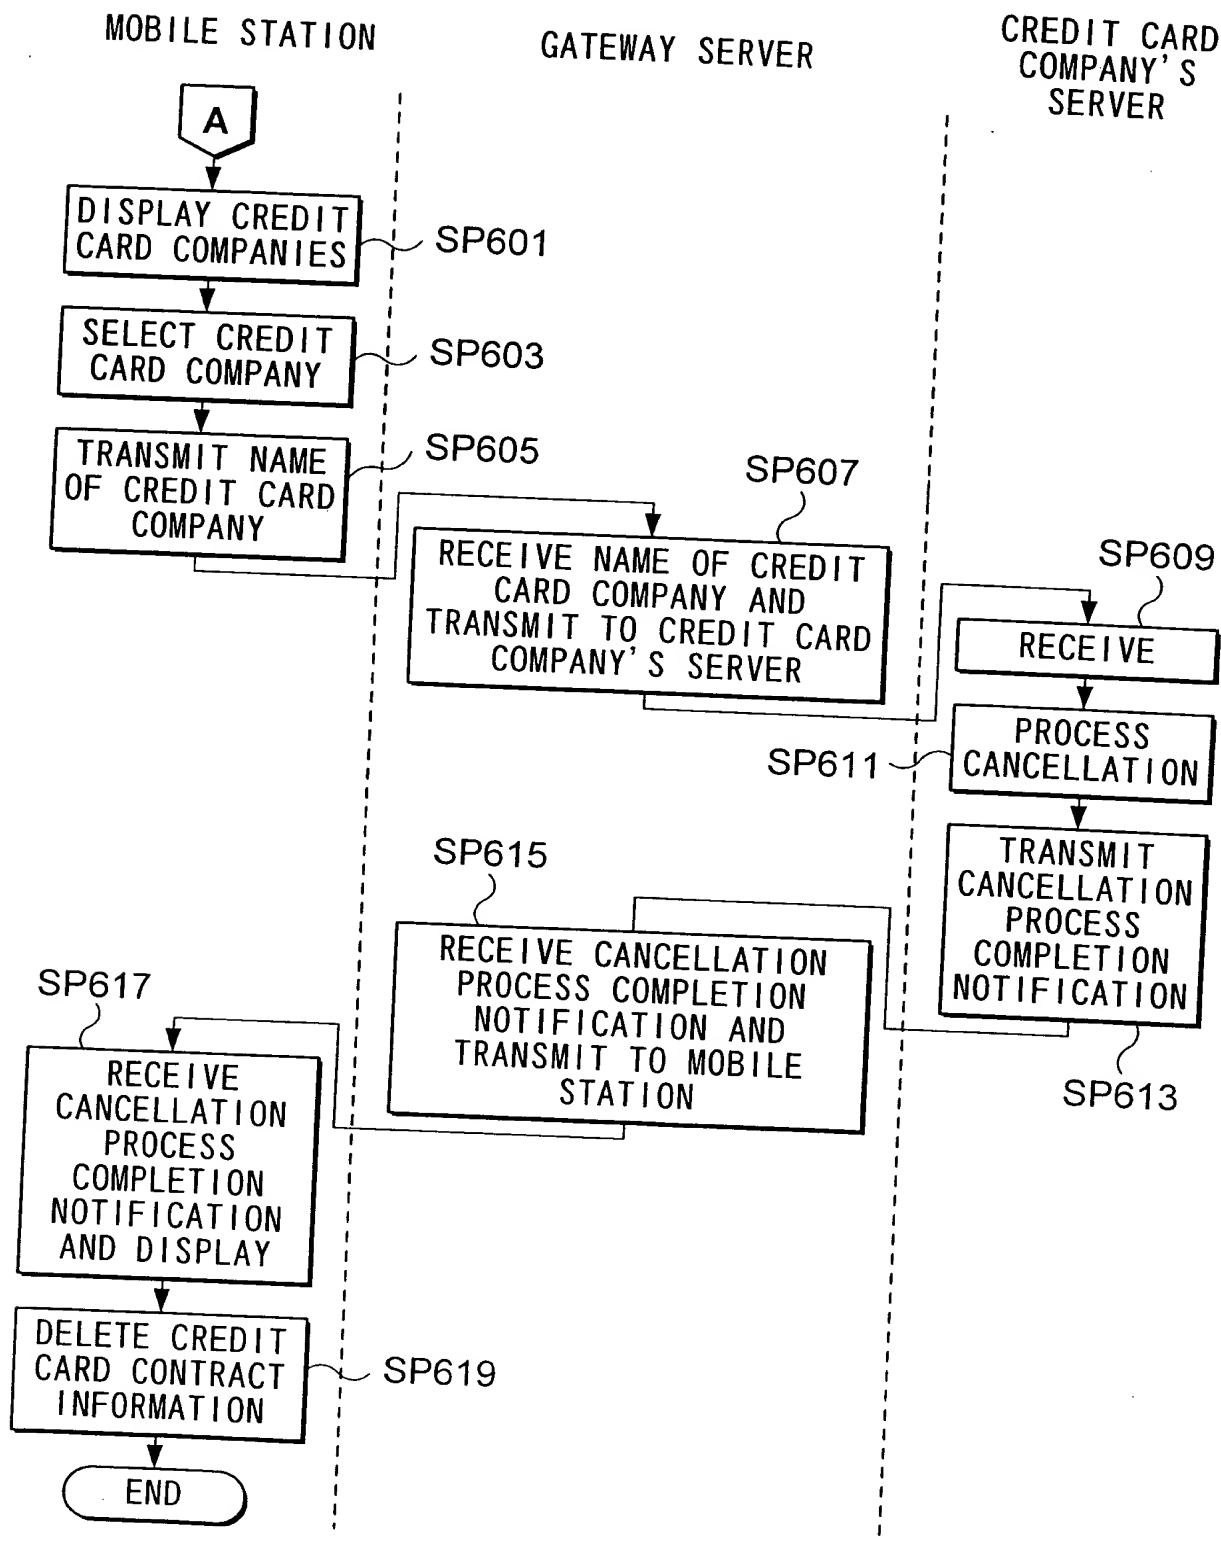 MOBILE STATION
GATEWAY SERVER
CREDIT CARD
COMPANY'S
SERVER
A
DISPLAY CREDIT
CARD COMPANIES
SP601
SELECT CREDIT
CARD COMPANY
SP603
TRANSMIT NAME
OF CREDIT CARD
COMPANY
SP605
SP607
RECEIVE NAME OF CREDIT
CARD COMPANY AND
TRANSMIT TO CREDIT CARD
COMPANY'S SERVER
SP609
RECEIVE
PROCESS
CANCELLATION
SP611
TRANSMIT
CANCELLATION
PROCESS
COMPLETION
NOTIFICATION
SP613
SP615
RECEIVE CANCELLATION
PROCESS COMPLETION
NOTIFICATION AND
TRANSMIT TO MOBILE
STATION
SP617
RECEIVE
CANCELLATION
PROCESS
COMPLETION
NOTIFICATION
AND DISPLAY
DELETE CREDIT
CARD CONTRACT
INFORMATION
SP619
END